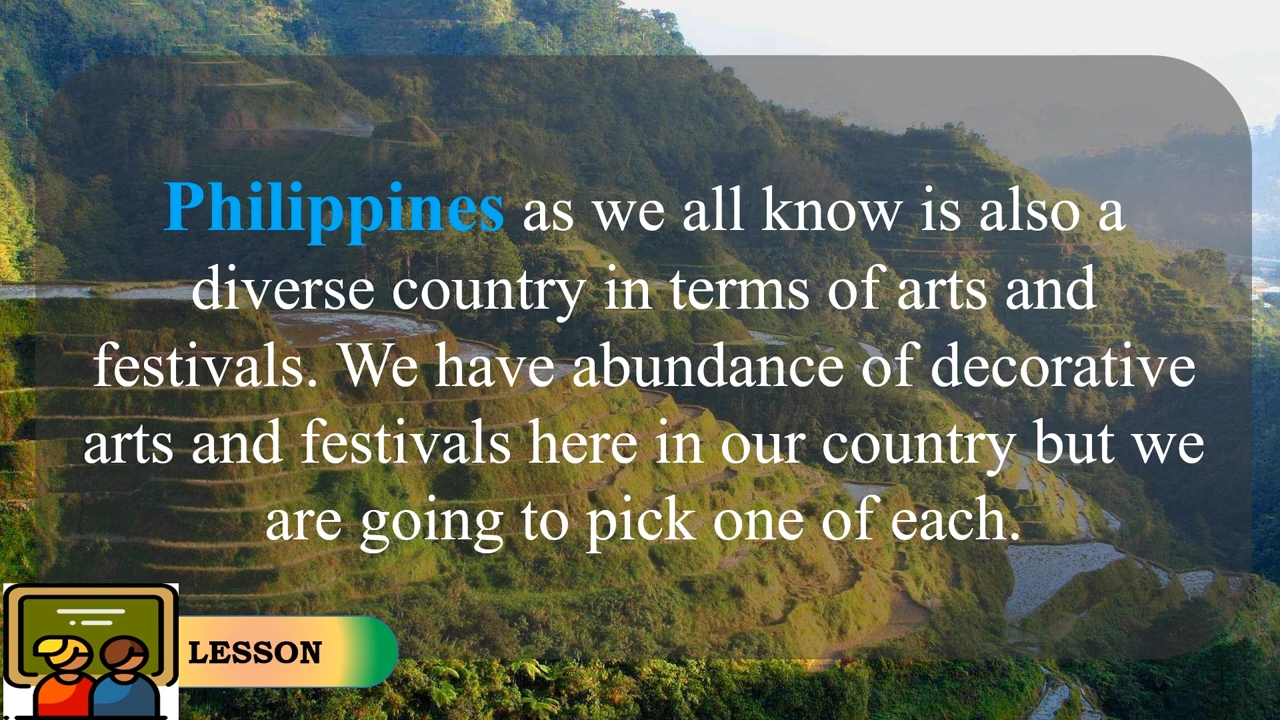 Philippines as we all know is also a
diverse country in terms of arts and
festivals. We have abundance of decorative
arts and festivals here in our country but we
are going to pick one of each.
LESSON